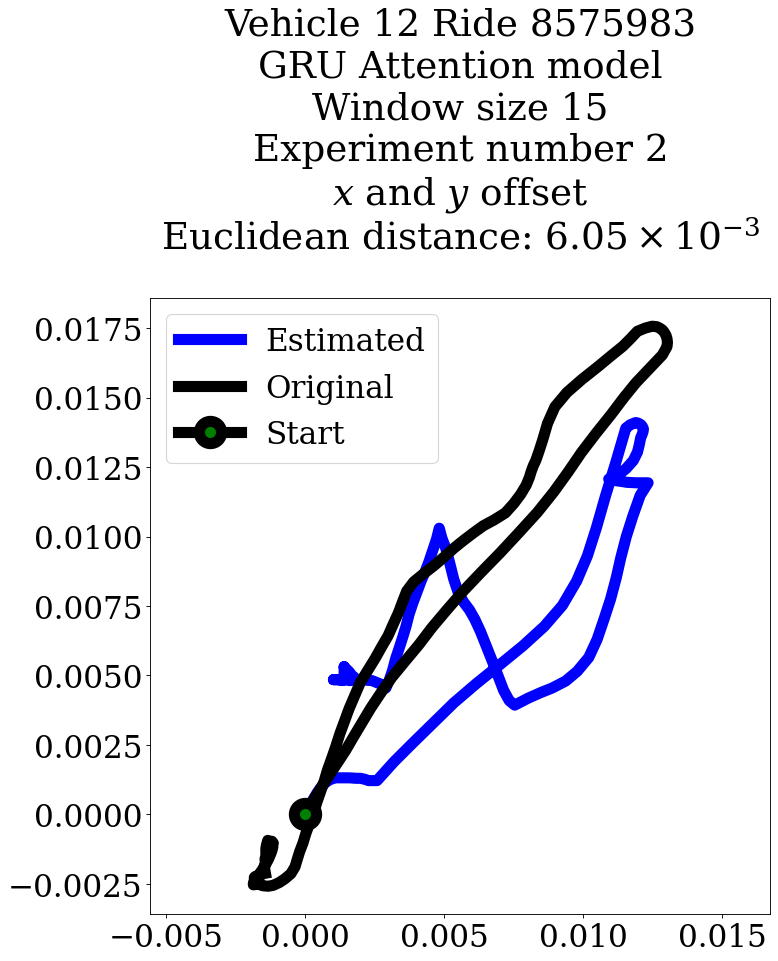 Vehicle 12 Ride 8575983
GRU Attention model
Window size 15
Experiment number 2
x and y offset
Euclidean distance: 6.05 × 10⁻³
Estimated
Original
Start
0.0175
0.0150
0.0125
0.0100
0.0075
0.0050
0.0025
0.0000
−0.0025
−0.005
0.000
0.005
0.010
0.015